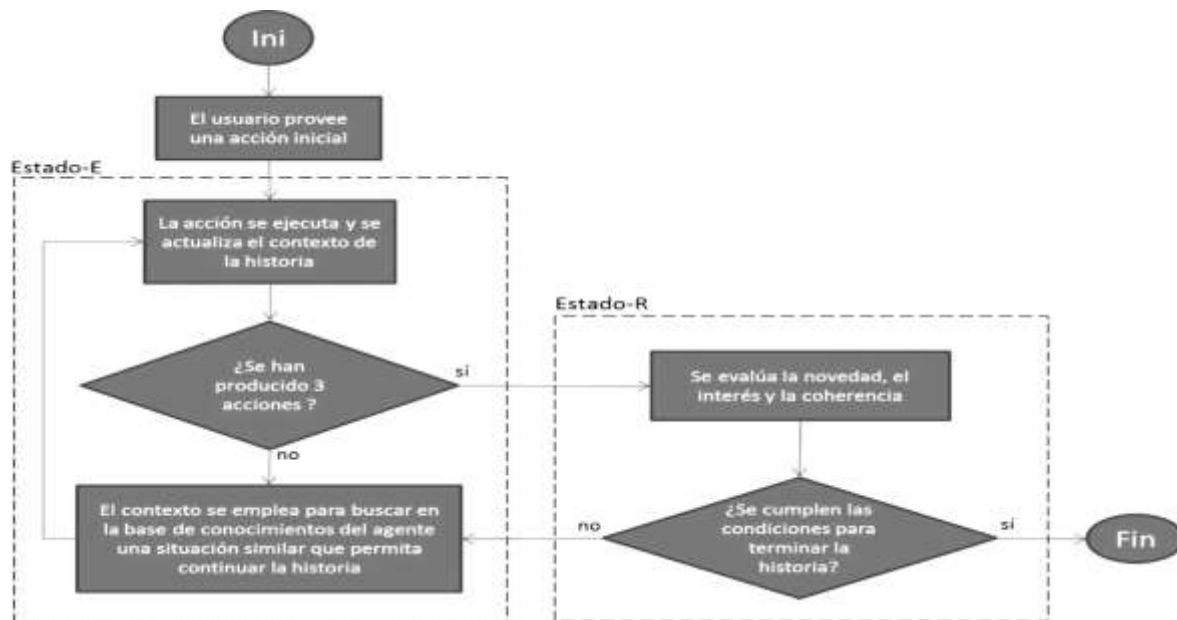 Ini
El usuario provee
una acción inicial
Estado-E
La acción se ejecuta y se
actualiza el contexto de
la historia
¿Se han
producido 3
acciones ?
sí
no
El contexto se emplea para buscar en
la base de conocimientos del agente
una situación similar que permita
continuar la historia
Estado-R
Se evalúa la novedad, el
interés y la coherencia
¿Se cumplen las
condiciones para
terminar la
historia?
no
sí
Fin